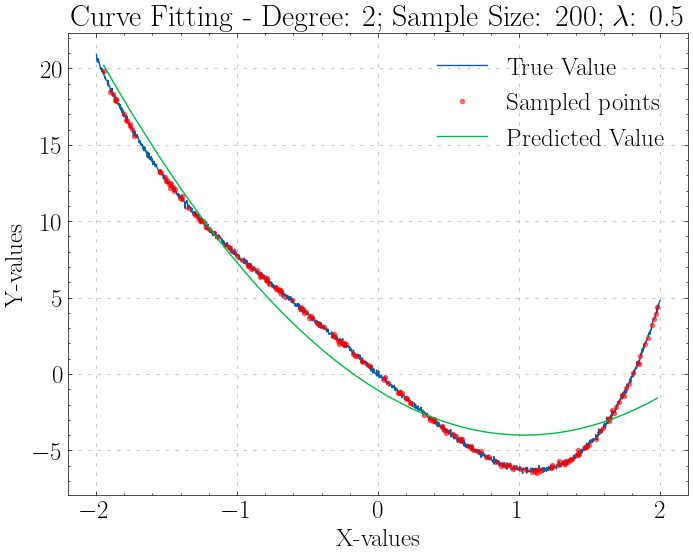 Curve Fitting - Degree: 2; Sample Size: 200; λ: 0.5
True Value
Sampled points
Predicted Value
20
15
10
5
0
−5
Y-values
−2
−1
0
1
2
X-values